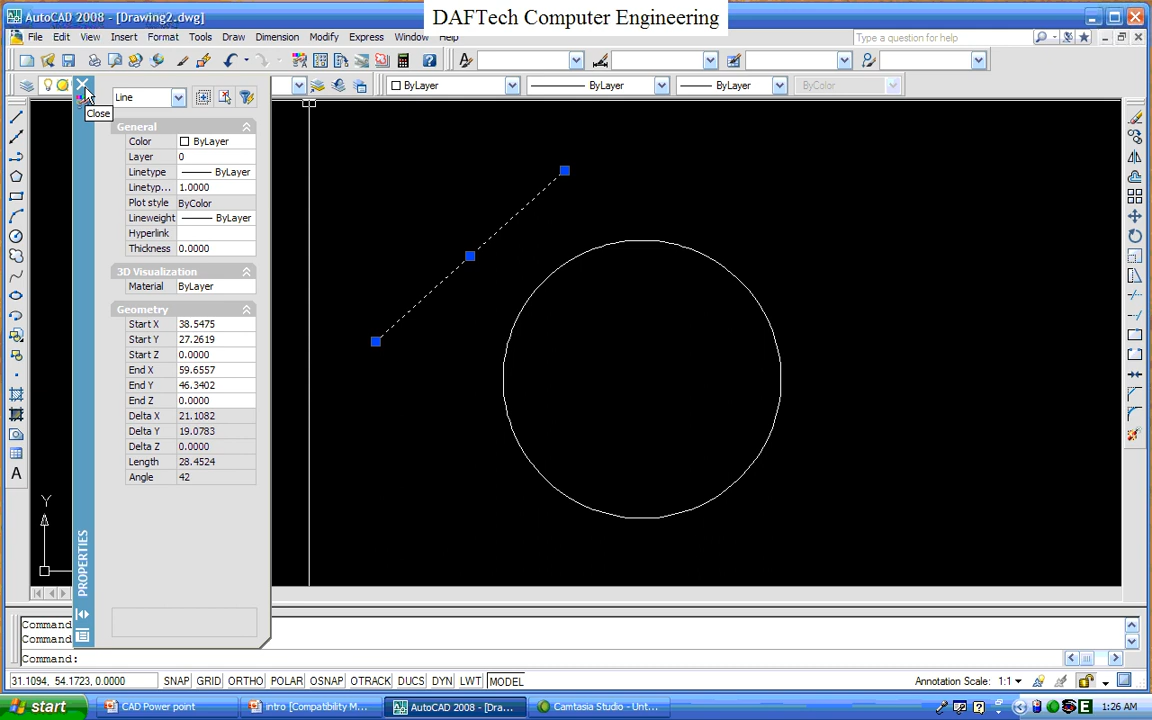 AutoCAD 2008 - [Drawing2.dwg]
DAFTech Computer Engineering
File Edit View Insert Format Tools Draw Dimension Modify Express Window Help
Type a question for help
ByLayer ByLayer ByLayer ByColor
Close
Line
General
Color ByLayer
Layer 0
Linetype ByLayer
Linetyp... 1.0000
Plot style ByColor
Lineweight ByLayer
Hyperlink
Thickness 0.0000
3D Visualization
Material ByLayer
Geometry
Start X 38.5475
Start Y 27.2619
Start Z 0.0000
End X 59.6557
End Y 46.3402
End Z 0.0000
Delta X 21.1082
Delta Y 19.0783
Delta Z 0.0000
Length 28.4524
Angle 42
A
Y
PROPERTIES
Command
Command
Command:
31.1094, 54.1723, 0.0000 SNAP GRID ORTHO POLAR OSNAP OTRACK DUCS DYN LWT MODEL Annotation Scale: 1:1
start CAD Power point intro [Compatibility M... AutoCAD 2008 - [Dra... Camtasia Studio - Unt... 1:26 AM